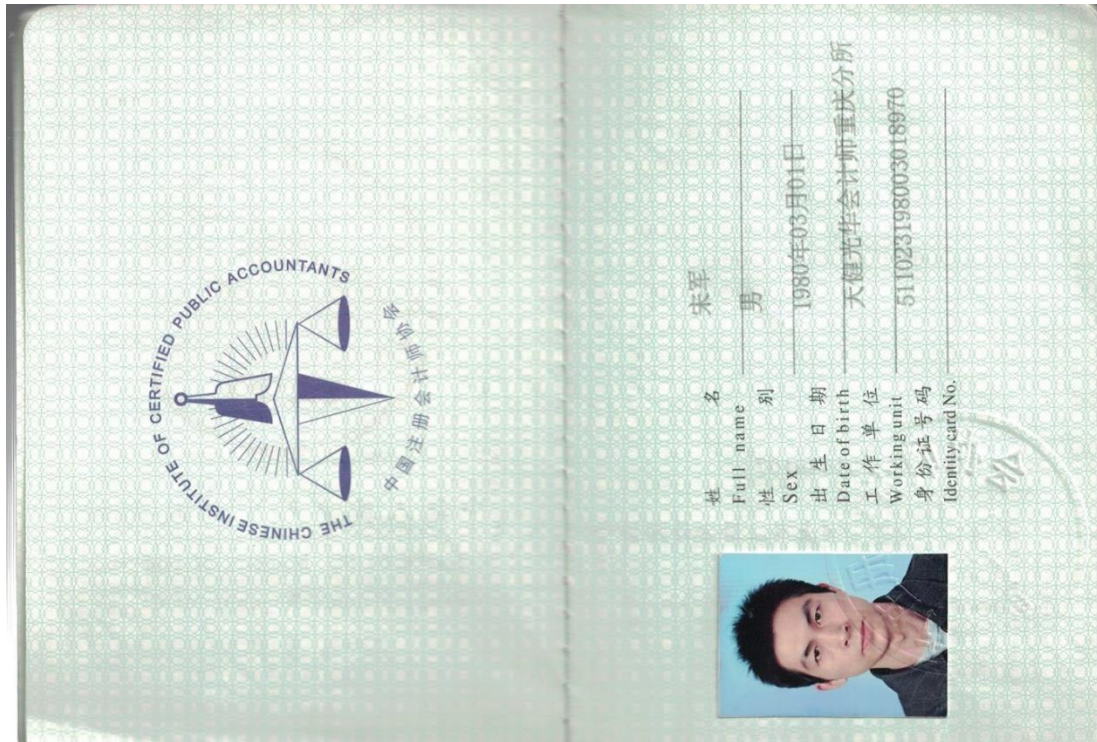 THE CHINESE INSTITUTE OF CERTIFIED PUBLIC ACCOUNTANTS
中国注册会计师协会
姓 名 宋军
Full name
性 别 男
Sex
出生日期 1980年03月01日
Date of birth
工作单位 天健光华会计师重庆分所
Working unit
身份证号码 511023198003018970
Identity card No.